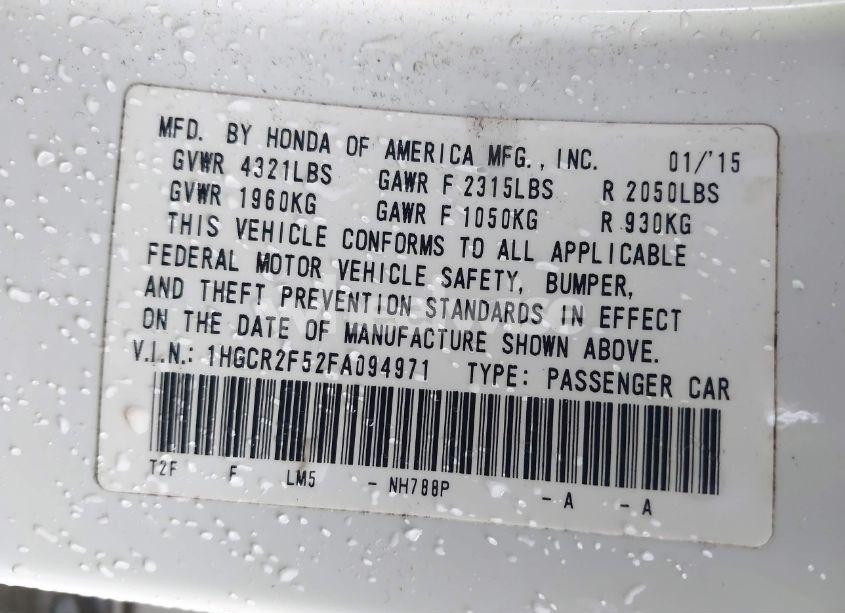 MFD. BY HONDA OF AMERICA MFG., INC. 01/'15
GVWR 4321LBS GAWR F 2315LBS R 2050LBS
GVWR 1960KG GAWR F 1050KG R 930KG
THIS VEHICLE CONFORMS TO ALL APPLICABLE
FEDERAL MOTOR VEHICLE SAFETY, BUMPER,
AND THEFT PREVENTION STANDARDS IN EFFECT
ON THE DATE OF MANUFACTURE SHOWN ABOVE.
V.I.N.: 1HGCR2F52FA094971 TYPE: PASSENGER CAR
T2F F LM5 - NH788P - A - A